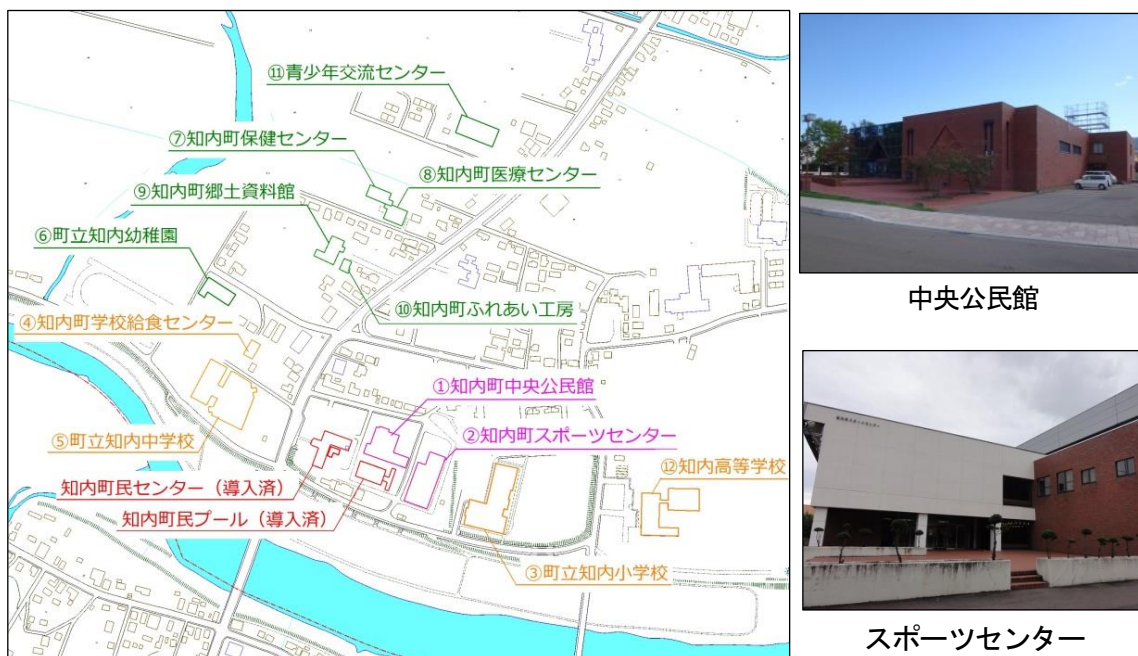 ⑪青少年交流センター
⑦知内町保健センター
⑧知内町医療センター
⑨知内町郷土資料館
⑥町立知内幼稚園
⑩知内町ふれあい工房
④知内町学校給食センター
①知内町中央公民館
⑤町立知内中学校
②知内町スポーツセンター
⑫知内高等学校
知内町民センター（導入済）
知内町民プール（導入済）
③町立知内小学校
中央公民館
スポーツセンター